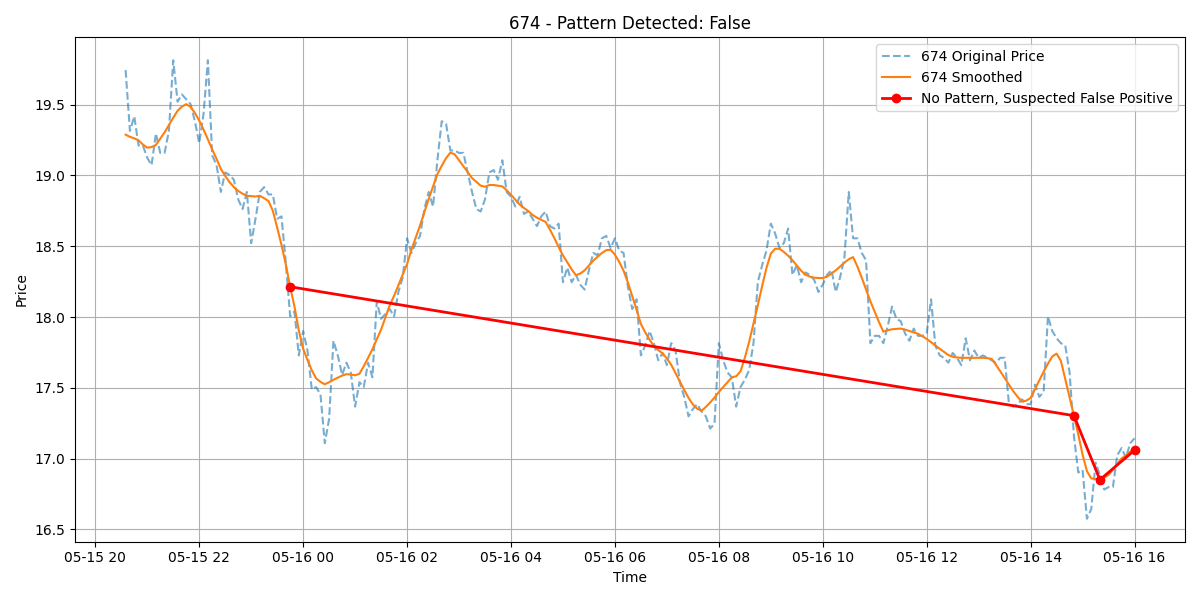 674 - Pattern Detected: False
674 Original Price
674 Smoothed
No Pattern, Suspected False Positive
Price
19.5
19.0
18.5
18.0
17.5
17.0
16.5
05-15 20 05-15 22 05-16 00 05-16 02 05-16 04 05-16 06 05-16 08 05-16 10 05-16 12 05-16 14 05-16 16
Time